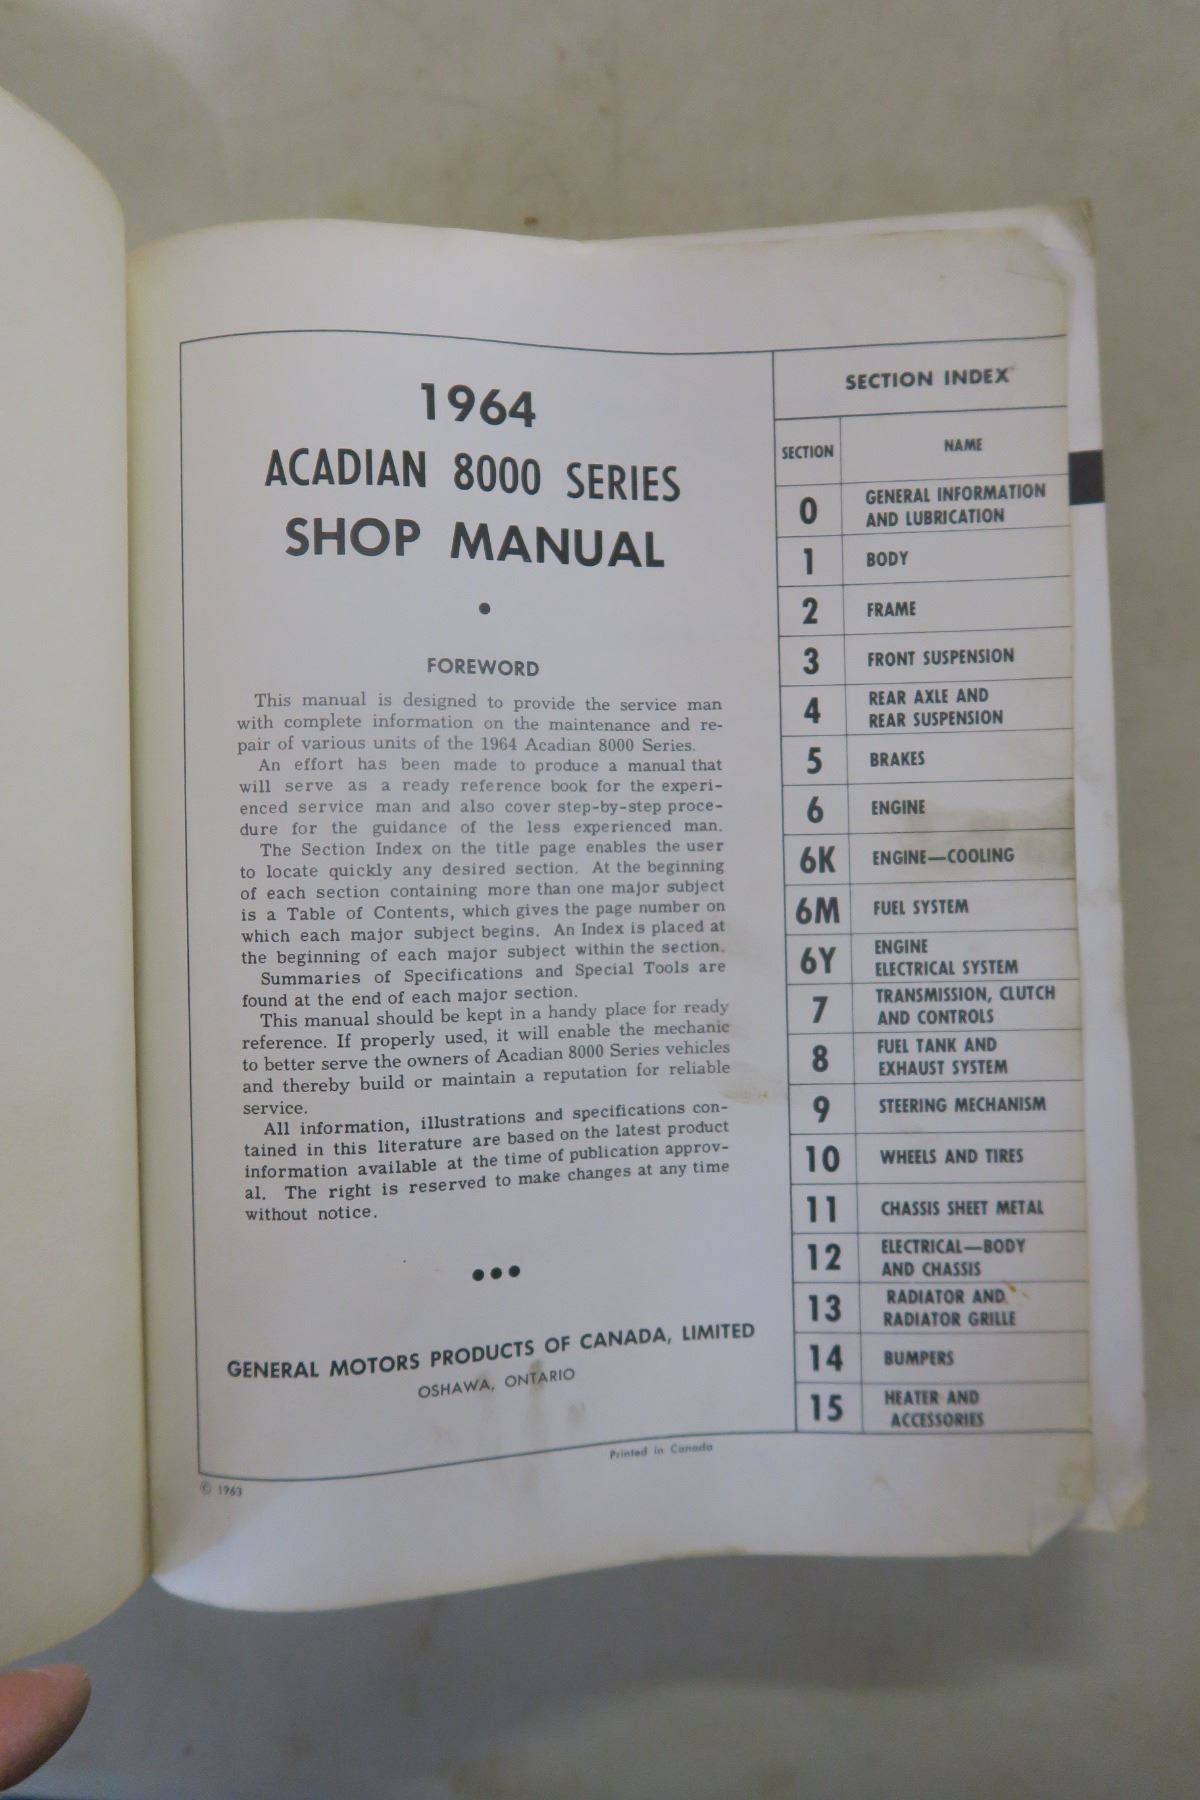 1964
ACADIAN 8000 SERIES
SHOP MANUAL
•
FOREWORD
This manual is designed to provide the service man
with complete information on the maintenance and re-
pair of various units of the 1964 Acadian 8000 Series.
An effort has been made to produce a manual that
will serve as a ready reference book for the experi-
enced service man and also cover step-by-step proce-
dure for the guidance of the less experienced man.
The Section Index on the title page enables the user
to locate quickly any desired section. At the beginning
of each section containing more than one major subject
is a Table of Contents, which gives the page number on
which each major subject begins. An Index is placed at
the beginning of each major subject within the section.
Summaries of Specifications and Special Tools are
found at the end of each major section.
This manual should be kept in a handy place for ready
reference. If properly used, it will enable the mechanic
to better serve the owners of Acadian 8000 Series vehicles
and thereby build or maintain a reputation for reliable
service.
All information, illustrations and specifications con-
tained in this literature are based on the latest product
information available at the time of publication approv-
al. The right is reserved to make changes at any time
without notice.
•••
GENERAL MOTORS PRODUCTS OF CANADA, LIMITED
OSHAWA, ONTARIO
Printed in Canada
© 1963
SECTION INDEX
SECTION NAME
0 GENERAL INFORMATION
AND LUBRICATION
1 BODY
2 FRAME
3 FRONT SUSPENSION
4 REAR AXLE AND
REAR SUSPENSION
5 BRAKES
6 ENGINE
6K ENGINE—COOLING
6M FUEL SYSTEM
6Y ENGINE
ELECTRICAL SYSTEM
7 TRANSMISSION, CLUTCH
AND CONTROLS
8 FUEL TANK AND
EXHAUST SYSTEM
9 STEERING MECHANISM
10 WHEELS AND TIRES
11 CHASSIS SHEET METAL
12 ELECTRICAL—BODY
AND CHASSIS
13 RADIATOR AND
RADIATOR GRILLE
14 BUMPERS
15 HEATER AND
ACCESSORIES